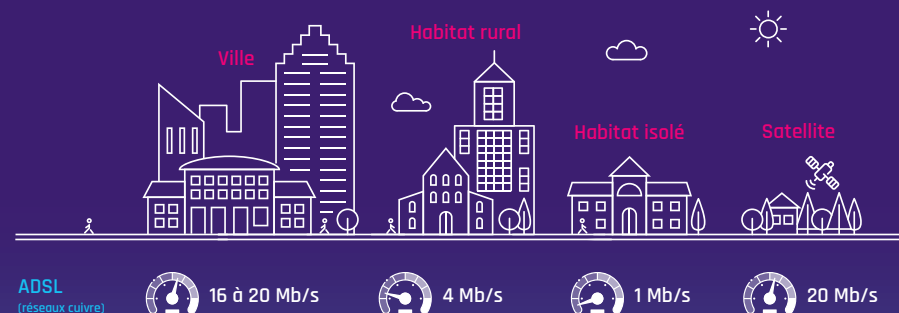 Habitat rural
Ville
Habitat isolé
Satellite
ADSL
(réseaux cuivre)
16 à 20 Mb/s
4 Mb/s
1 Mb/s
20 Mb/s